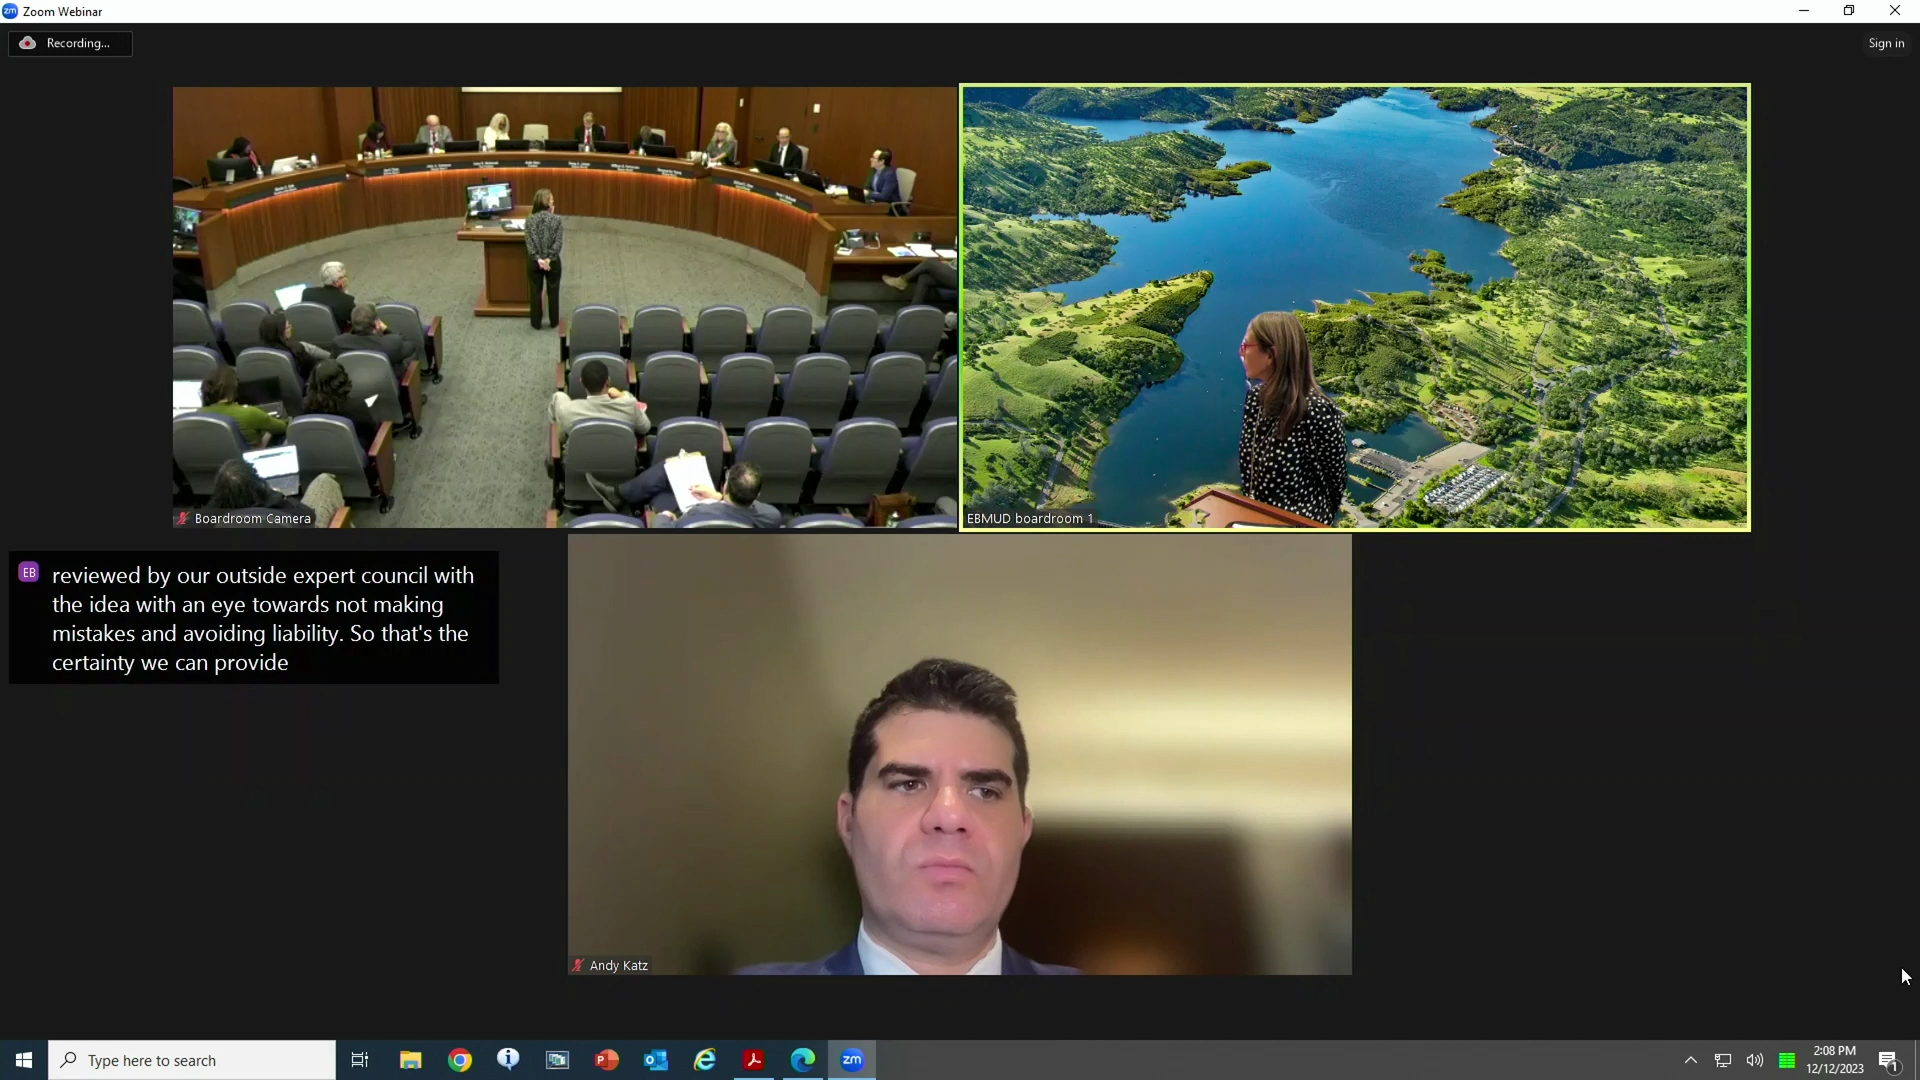 Zoom Webinar
Recording...
Sign in
Boardroom Camera
EBMUD boardroom 1
EB
reviewed by our outside expert council with
the idea with an eye towards not making
mistakes and avoiding liability. So that's the
certainty we can provide
Andy Katz
Type here to search
zm
2:08 PM
12/12/2023
1